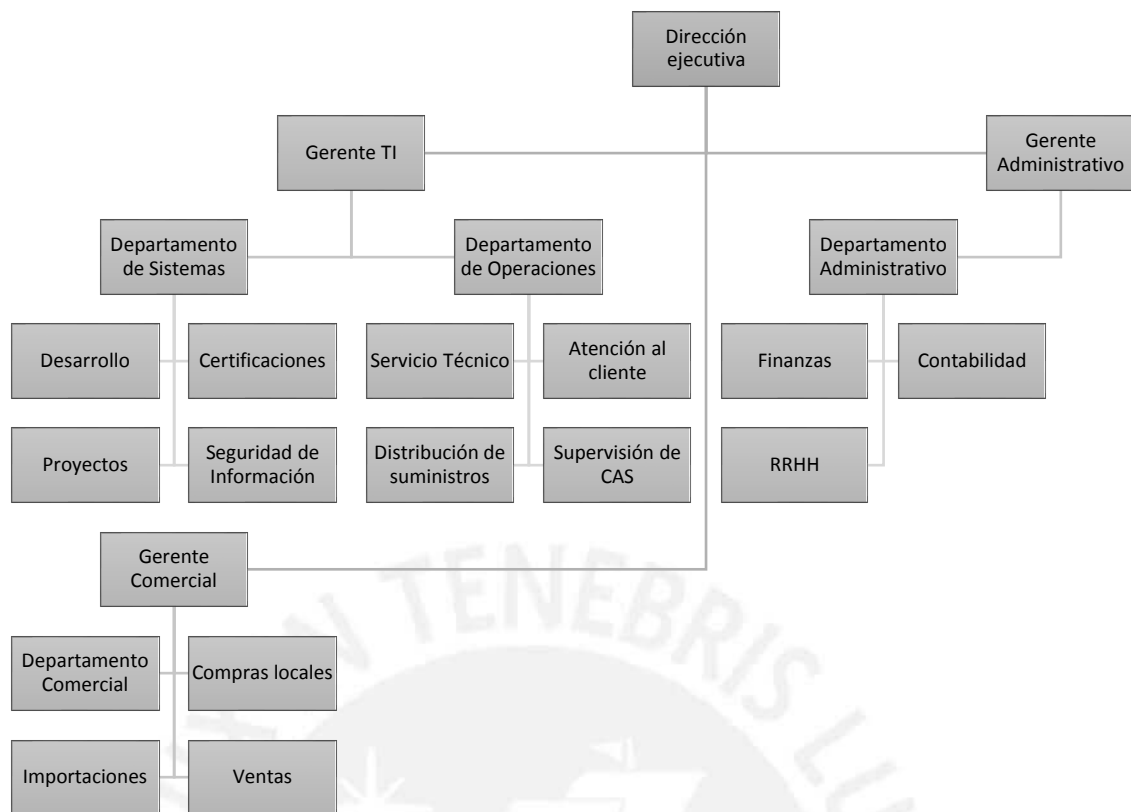 Dirección
ejecutiva
Gerente TI
Gerente
Administrativo
Departamento
de Sistemas
Departamento
de Operaciones
Departamento
Administrativo
Desarrollo
Certificaciones
Servicio Técnico
Atención al
cliente
Finanzas
Contabilidad
Proyectos
Seguridad de
Información
Distribución de
suministros
Supervisión de
CAS
RRHH
Gerente
Comercial
Departamento
Comercial
Compras locales
Importaciones
Ventas
TENEBRIS